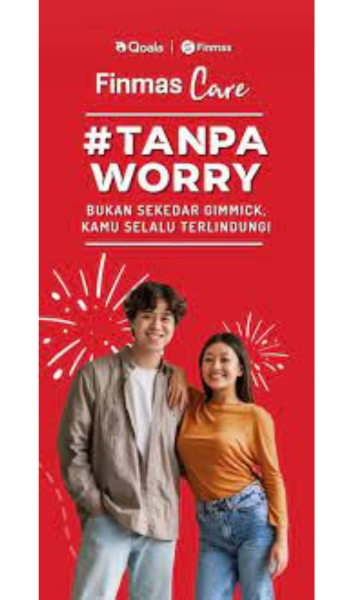 Qoala | Finmas
Finmas Care
#TANPA
WORRY
BUKAN SEKEDAR GIMMICK,
KAMU SELALU TERLINDUNGI